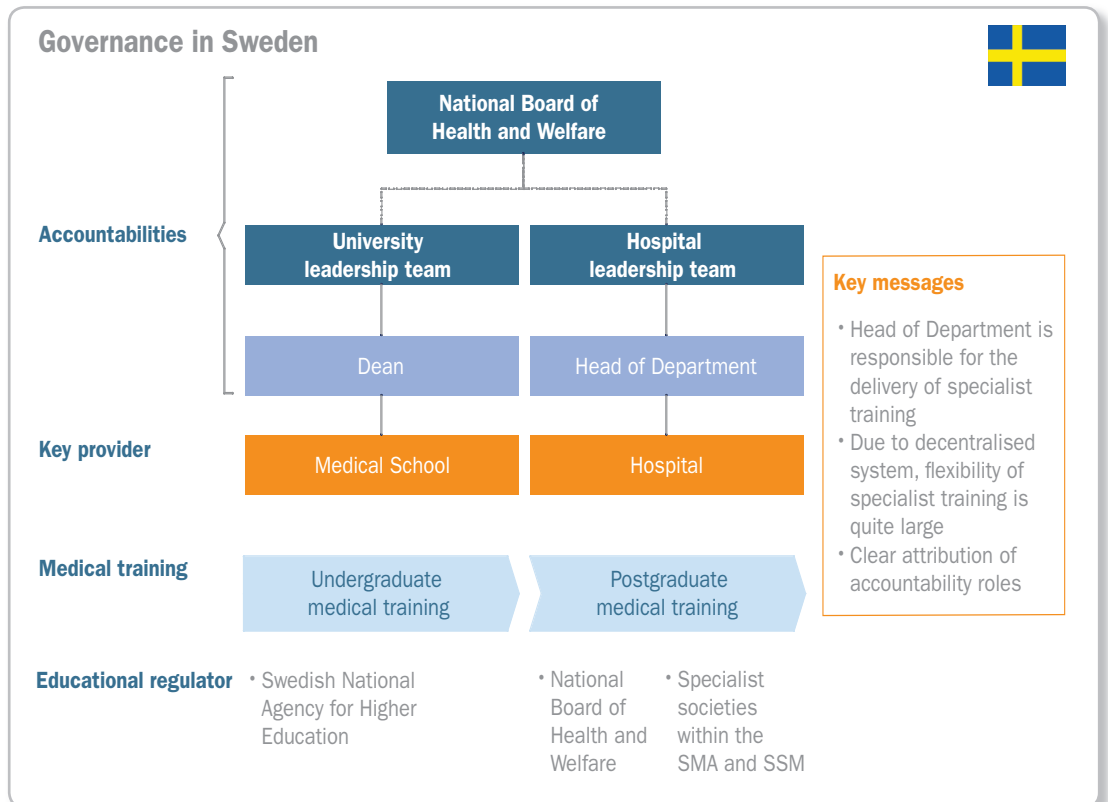 Governance in Sweden
National Board of
Health and Welfare
Accountabilities
University
leadership team
Hospital
leadership team
Dean
Head of Department
Key provider
Medical School
Hospital
Medical training
Undergraduate
medical training
Postgraduate
medical training
Educational regulator
• Swedish National
Agency for Higher
Education
• National
Board of
Health and
Welfare
• Specialist
societies
within the
SMA and SSM
Key messages
• Head of Department is
responsible for the
delivery of specialist
training
• Due to decentralised
system, flexibility of
specialist training is
quite large
• Clear attribution of
accountability roles